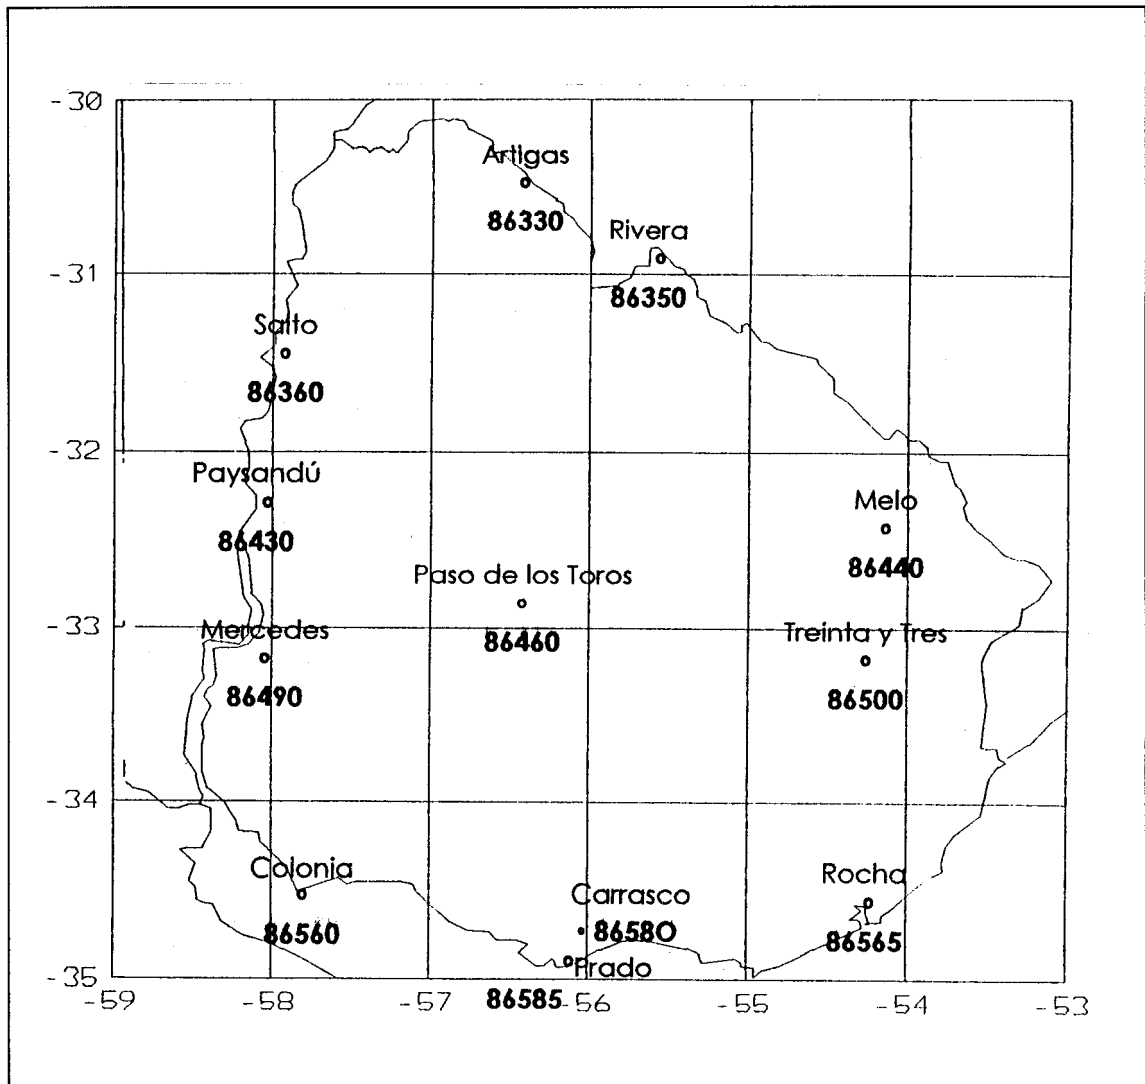 -30
Artigas
86330
Rivera
86350
-31
Salto
86360
-32
Paysandú
86430
Melo
86440
Paso de los Toros
86460
-33
Mercedes
86490
Treinta y Tres
86500
-34
Colonia
86560
Carrasco
8658O
Rocha
86565
Prado
86585
-35
-59 -58 -57 -56 -55 -54 -53